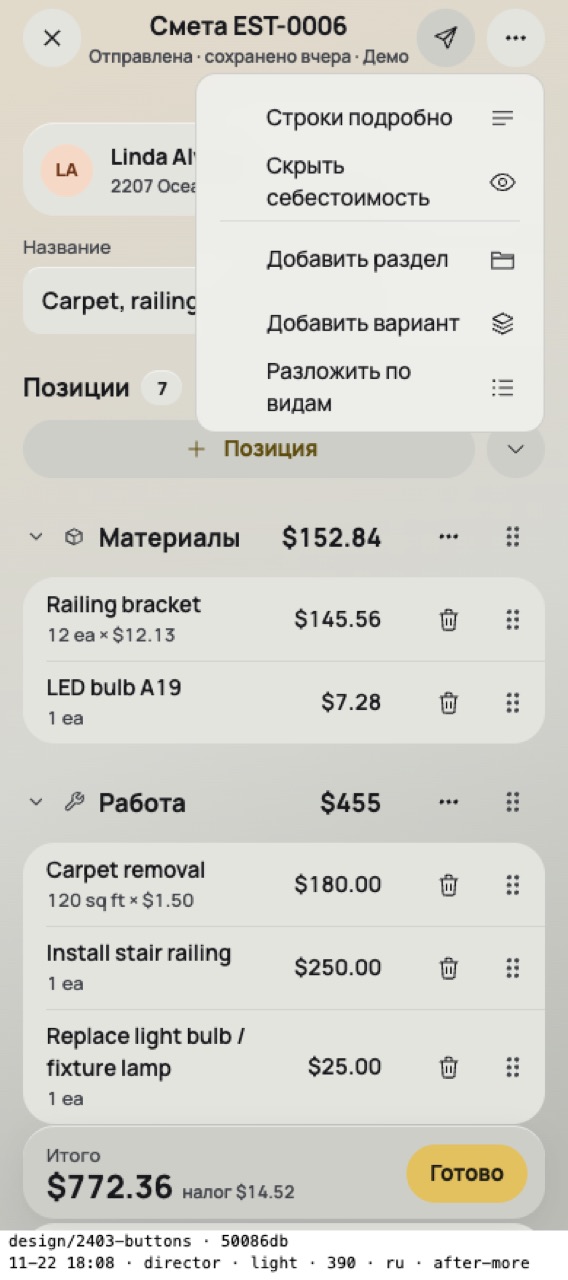 Смета EST-0006
Отправлена · сохранено вчера · Демо
Строки подробно
Скрыть
себестоимость
Добавить раздел
Добавить вариант
Разложить по
видам
LA
Linda Al
2207 Ocea
Название
Carpet, railing
Позиции 7
+ Позиция
Материалы $152.84
Railing bracket
12 ea × $12.13
$145.56
LED bulb A19
1 ea
$7.28
Работа $455
Carpet removal
120 sq ft × $1.50
$180.00
Install stair railing
1 ea
$250.00
Replace light bulb /
fixture lamp
1 ea
$25.00
Итого
$772.36 налог $14.52
Готово
design/2403-buttons · 50086db
11-22 18:08 · director · light · 390 · ru · after-more